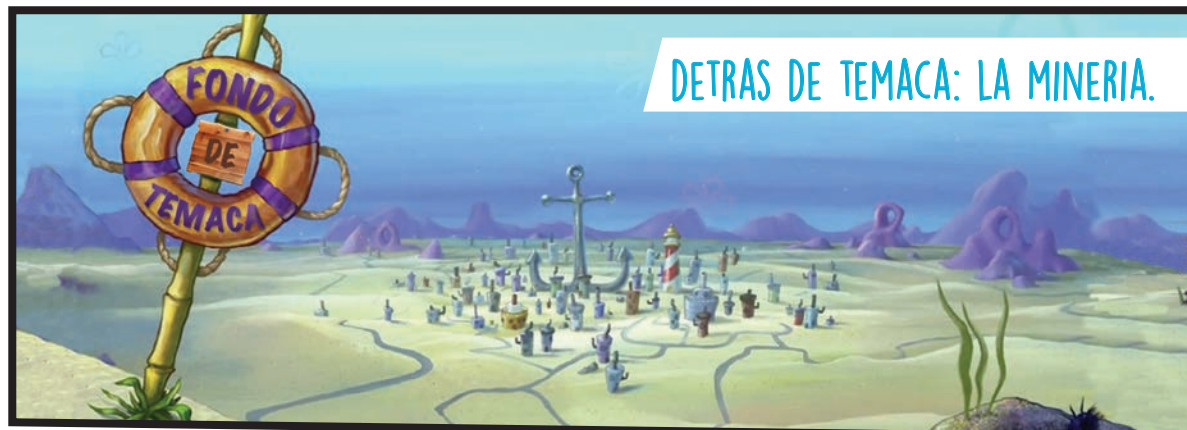 FONDO
DE
TEMACA
DETRAS DE TEMACA: LA MINERIA.